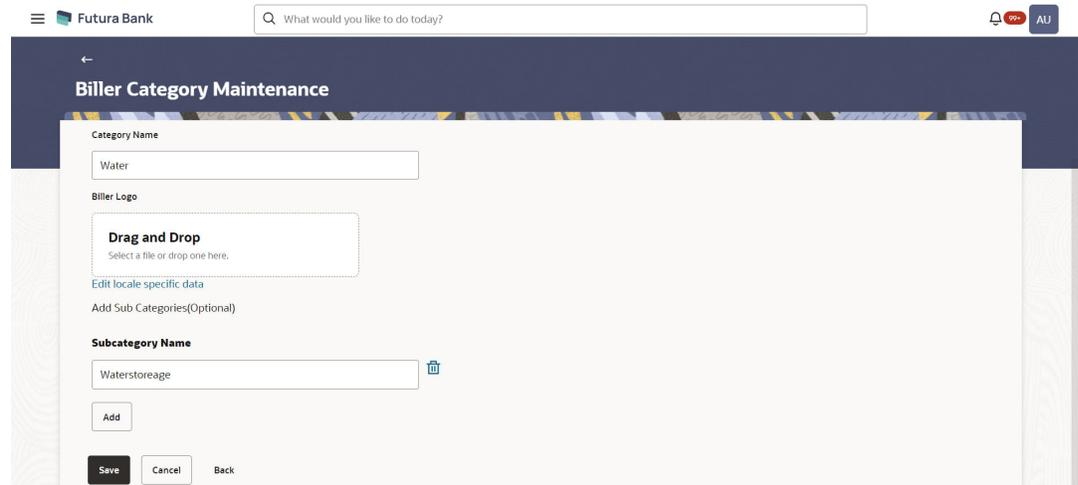 Futura Bank
What would you like to do today?
99+
AU
Biller Category Maintenance
Category Name
Water
Biller Logo
Drag and Drop
Select a file or drop one here.
Edit locale specific data
Add Sub Categories(Optional)
Subcategory Name
Waterstoreage
Add
Save Cancel Back